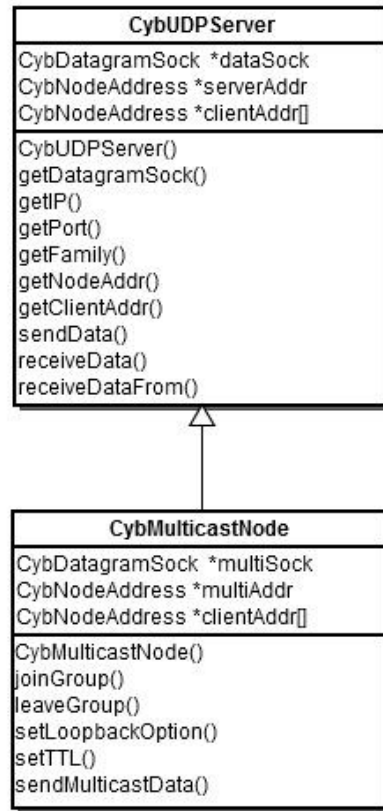 CybUDPServer
CybDatagramSock *dataSock
CybNodeAddress *serverAddr
CybNodeAddress *clientAddr[]
CybUDPServer()
getDatagramSock()
getIP()
getPort()
getFamily()
getNodeAddr()
getClientAddr()
sendData()
receiveData()
receiveDataFrom()
CybMulticastNode
CybDatagramSock *multiSock
CybNodeAddress *multiAddr
CybNodeAddress *clientAddr[]
CybMulticastNode()
joinGroup()
leaveGroup()
setLoopbackOption()
setTTL()
sendMulticastData()